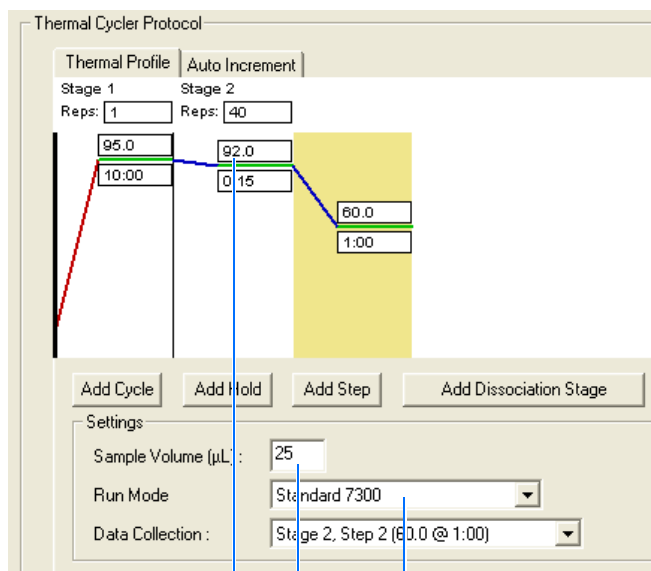 Thermal Cycler Protocol
Thermal Profile Auto Increment
Stage 1 Stage 2
Reps: 1 Reps: 40
95.0 92.0
10:00 0:15
60.0
1:00
Add Cycle Add Hold Add Step Add Dissociation Stage
Settings
Sample Volume (µL) : 25
Run Mode Standard 7300
Data Collection : Stage 2, Step 2 (60.0 @ 1:00)